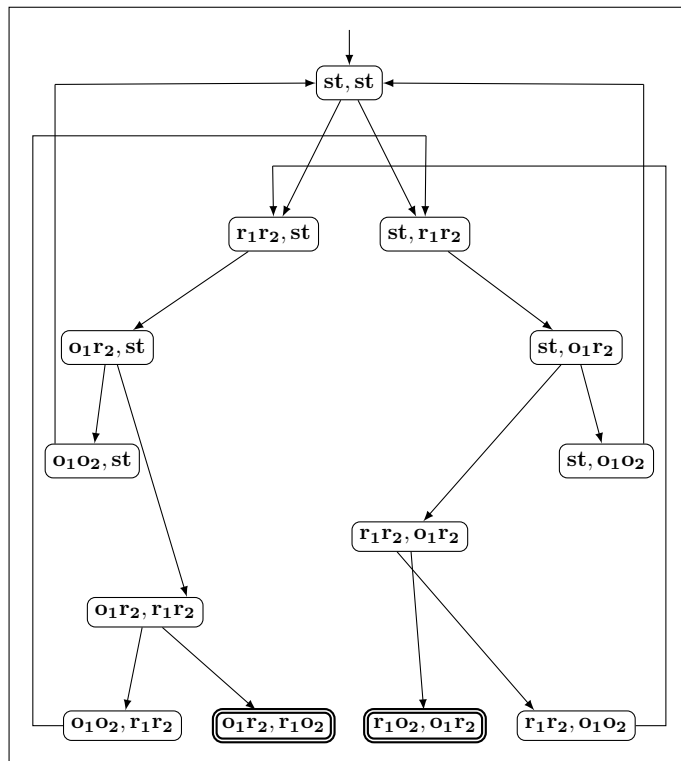 st, st
r₁r₂, st
st, r₁r₂
o₁r₂, st
st, o₁r₂
o₁o₂, st
st, o₁o₂
r₁r₂, o₁r₂
o₁r₂, r₁r₂
o₁o₂, r₁r₂
o₁r₂, r₁o₂
r₁o₂, o₁r₂
r₁r₂, o₁o₂